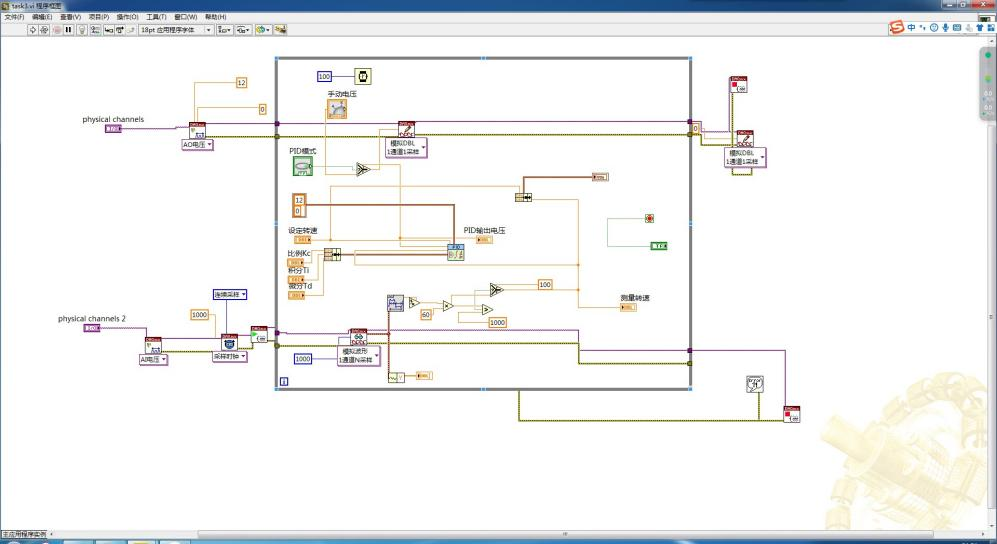 task3.vi 程序框图
文件(F) 编辑(E) 查看(V) 项目(P) 操作(O) 工具(T) 窗口(W) 帮助(H)
18pt 应用程序字体
中
12
0
physical channels
I/O
AO电压
100
手动电压
模拟DBL
1通道1采样
PID模式
12
0
设定转速
PID输出电压
PID
比例Kc
积分Ti
微分Td
TF
0
模拟DBL
1通道1采样
100
测量转速
60
1000
连续采样
1000
physical channels 2
I/O
AI电压
采样时钟
1000
模拟波形
1通道N采样
i
主应用程序实例